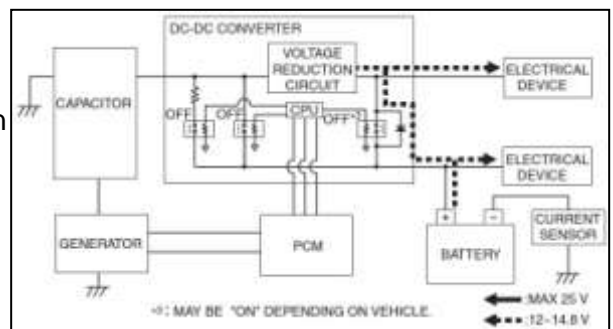 DC-DC CONVERTER
VOLTAGE
REDUCTION
CIRCUIT
ELECTRICAL
DEVICE
CAPACITOR
OFF
OFF
CPU
OFF*
ELECTRICAL
DEVICE
+
−
GENERATOR
PCM
BATTERY
CURRENT
SENSOR
: MAY BE "ON" DEPENDING ON VEHICLE.
:MAX 25 V
:12–14.8 V